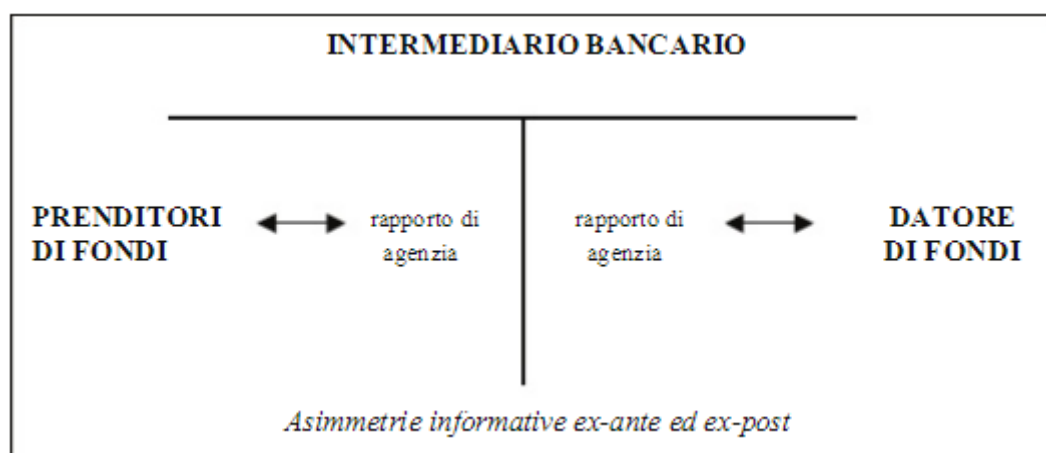 INTERMEDIARIO BANCARIO
PRENDITORI
DI FONDI
rapporto di
agenzia
rapporto di
agenzia
DATORE
DI FONDI
Asimmetrie informative ex-ante ed ex-post